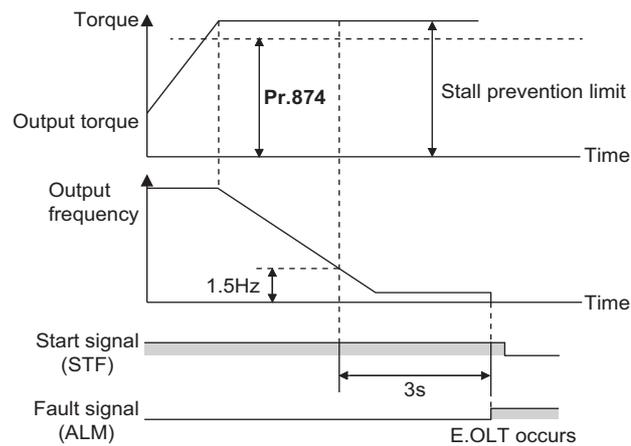 Torque
Pr.874
Stall prevention limit
Output torque
Time
Output
frequency
1.5Hz
Time
Start signal
(STF)
3s
Fault signal
(ALM)
E.OLT occurs